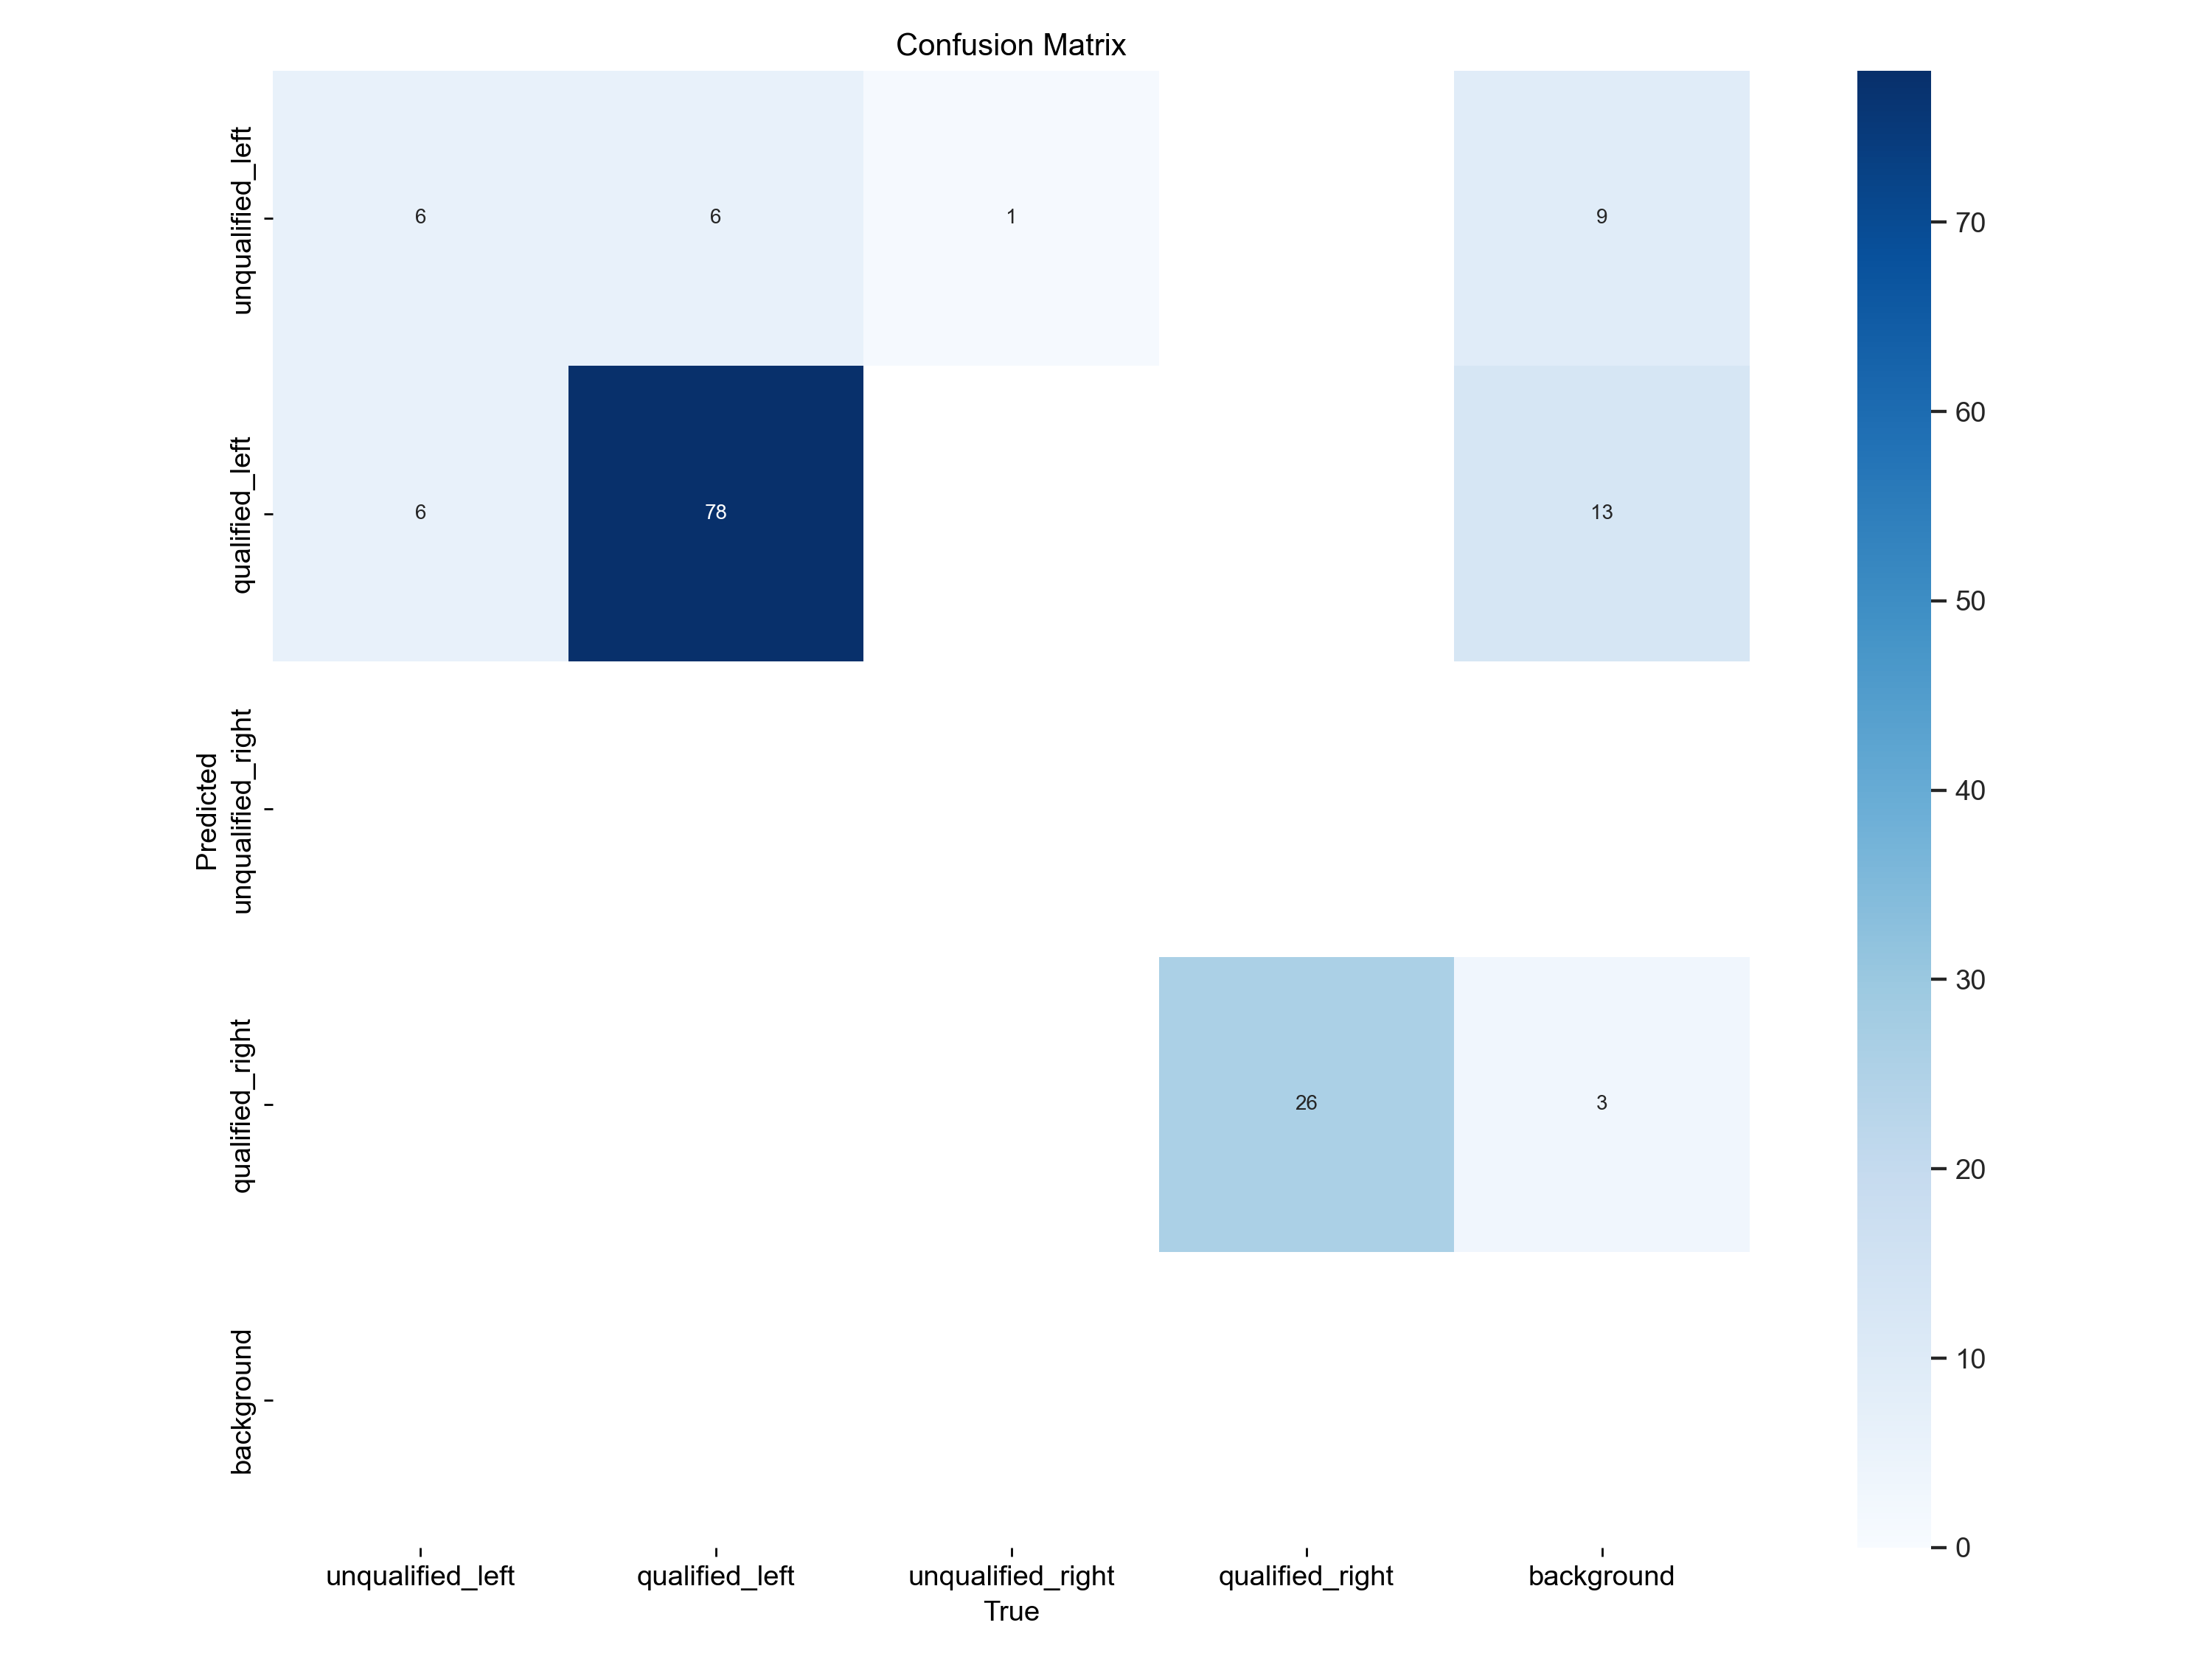 Confusion Matrix
unqualified_left
6
6
1
9
70
60
qualified_left
6
78
13
50
40
Predicted
unqualified_right
30
qualified_right
26
3
20
10
background
0
unqualified_left
qualified_left
unqualified_right
qualified_right
background
True